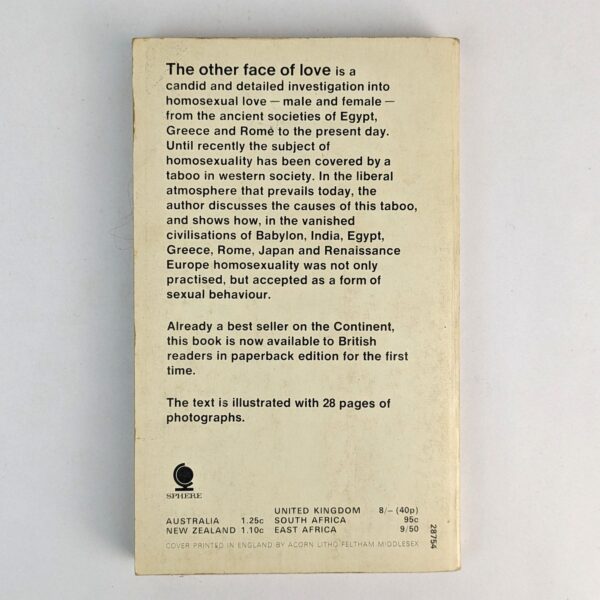 The other face of love is a
candid and detailed investigation into
homosexual love — male and female —
from the ancient societies of Egypt,
Greece and Rome to the present day.
Until recently the subject of
homosexuality has been covered by a
taboo in western society. In the liberal
atmosphere that prevails today, the
author discusses the causes of this taboo,
and shows how, in the vanished
civilisations of Babylon, India, Egypt,
Greece, Rome, Japan and Renaissance
Europe homosexuality was not only
practised, but accepted as a form of
sexual behaviour.
Already a best seller on the Continent,
this book is now available to British
readers in paperback edition for the first
time.
The text is illustrated with 28 pages of
photographs.
SPHERE
UNITED KINGDOM 8/– (40p)
AUSTRALIA 1.25c SOUTH AFRICA 95c
NEW ZEALAND 1.10c EAST AFRICA 9/50
COVER PRINTED IN ENGLAND BY ACORN LITHO FELTHAM MIDDLESEX
28754